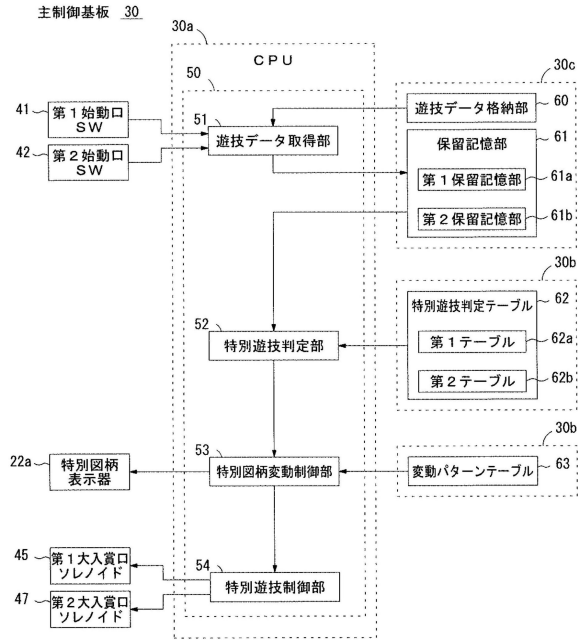 主制御基板 30
30a
CPU
50
30c
41
第1始動口
SW
42
第2始動口
SW
51
遊技データ取得部
遊技データ格納部
60
保留記憶部
61
第1保留記憶部
61a
第2保留記憶部
61b
30b
52
特別遊技判定部
特別遊技判定テーブル
62
第1テーブル
62a
第2テーブル
62b
30b
22a
特別図柄
表示器
53
特別図柄変動制御部
変動パターンテーブル
63
45
第1大入賞口
ソレノイド
47
第2大入賞口
ソレノイド
54
特別遊技制御部